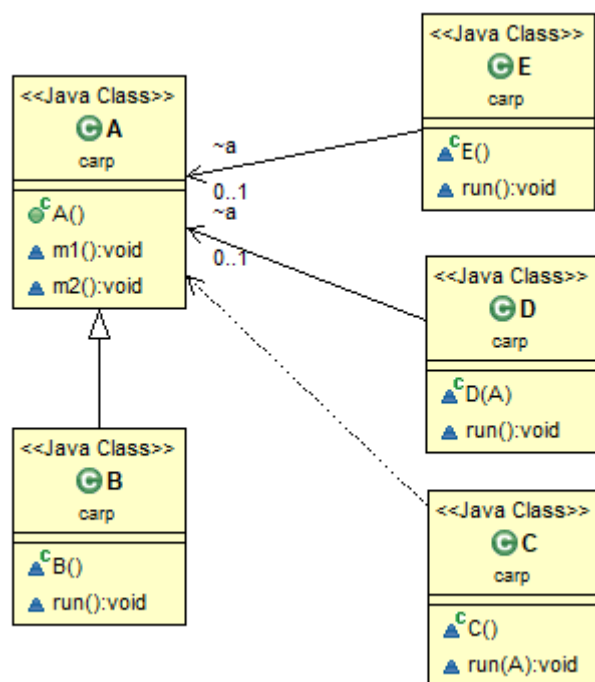 <<Java Class>>
A
carp
A()
m1():void
m2():void
<<Java Class>>
B
carp
B()
run():void
~a
0..1
~a
0..1
<<Java Class>>
E
carp
E()
run():void
<<Java Class>>
D
carp
D(A)
run():void
<<Java Class>>
C
carp
C()
run(A):void